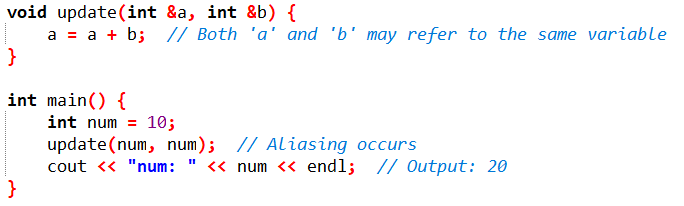 void update(int &a, int &b) {
    a = a + b;  // Both 'a' and 'b' may refer to the same variable
}

int main() {
    int num = 10;
    update(num, num);  // Aliasing occurs
    cout << "num: " << num << endl;  // Output: 20
}